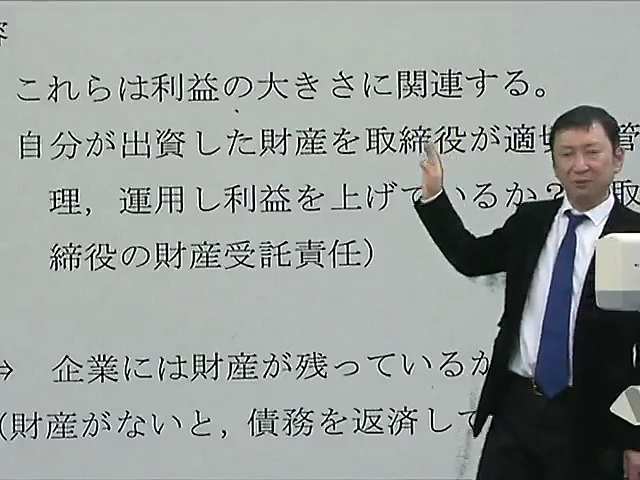 容
これらは利益の大きさに関連する。
自分が出資した財産を取締役が適切 管
理，運用し利益を上げているか？ 取
締役の財産受託責任）
⇒ 企業には財産が残っているか
（財産がないと，債務を返済して